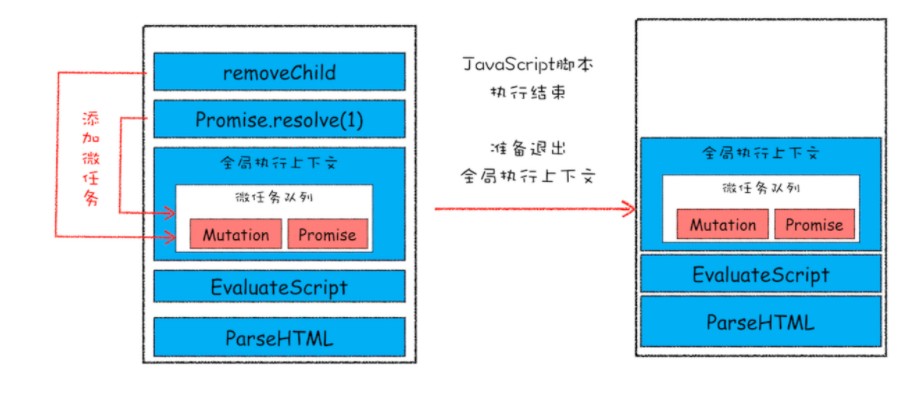 removeChild
Promise.resolve(1)
全局执行上下文
微任务队列
Mutation
Promise
EvaluateScript
ParseHTML
添加微任务
JavaScript脚本
执行结束
准备退出
全局执行上下文
全局执行上下文
微任务队列
Mutation
Promise
EvaluateScript
ParseHTML